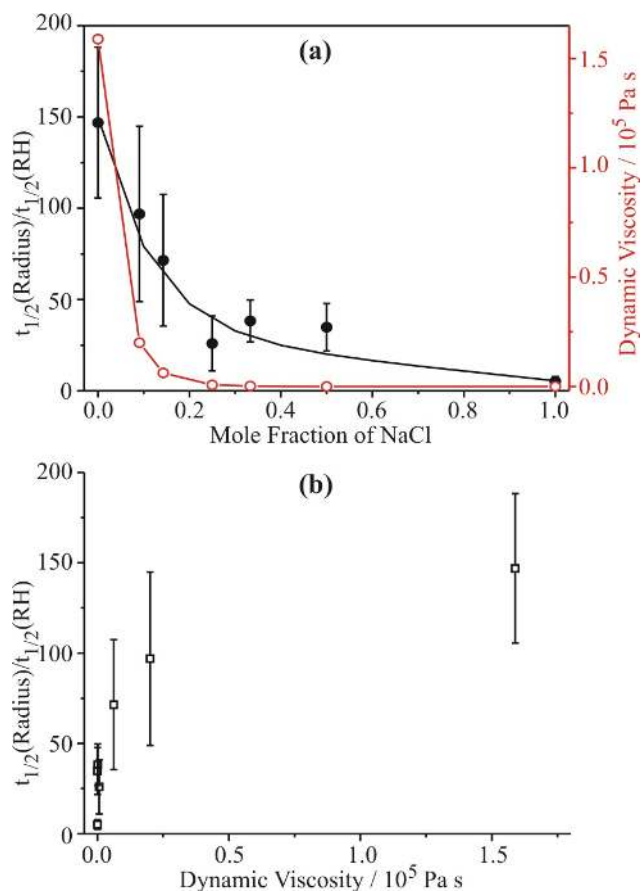 (a)
200
150
100
50
0
t1/2(Radius)/t1/2(RH)
1.5
1.0
0.5
0.0
Dynamic Viscosity / 10^5 Pa s
0.0 0.2 0.4 0.6 0.8 1.0
Mole Fraction of NaCl
(b)
200
150
100
50
0
t1/2(Radius)/t1/2(RH)
0.0 0.5 1.0 1.5
Dynamic Viscosity / 10^5 Pa s